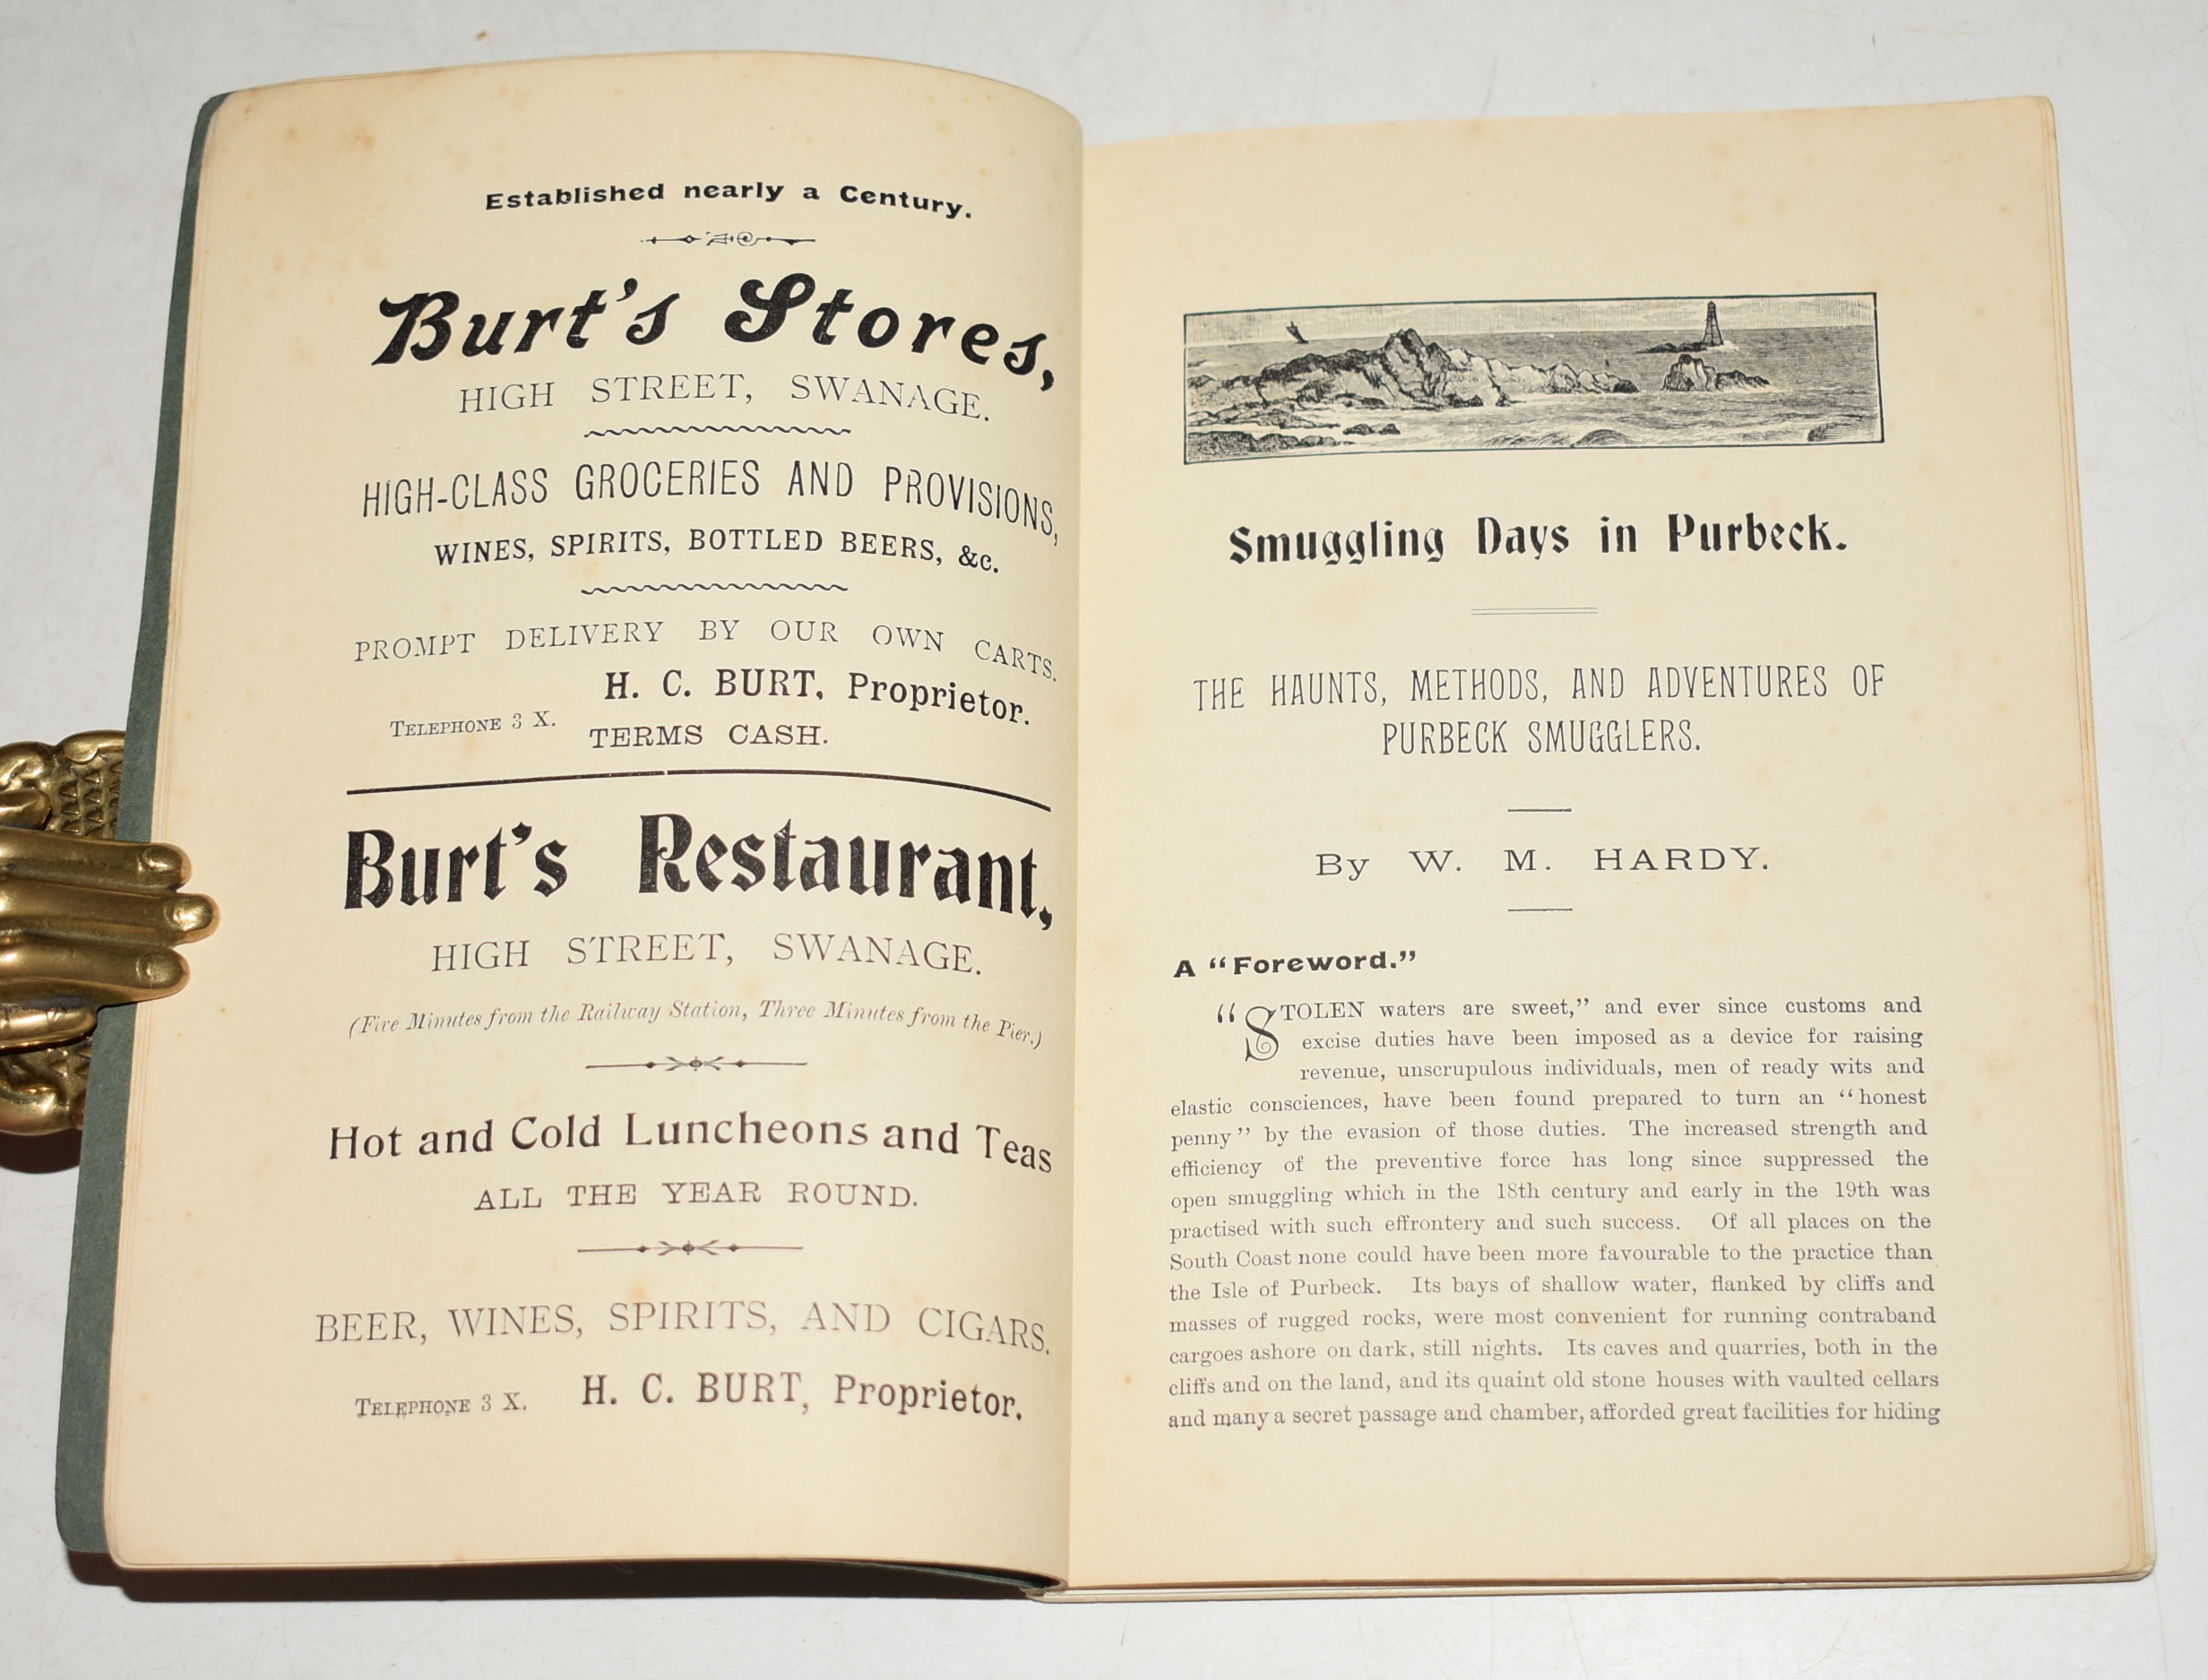 Established nearly a Century.
Burt's Stores,
HIGH STREET, SWANAGE.
HIGH-CLASS GROCERIES AND PROVISIONS,
WINES, SPIRITS, BOTTLED BEERS, &c.
PROMPT DELIVERY BY OUR OWN CARTS.
H. C. BURT, Proprietor.
TELEPHONE 3 X. TERMS CASH.
Burt's Restaurant,
HIGH STREET, SWANAGE.
(Five Minutes from the Railway Station, Three Minutes from the Pier.)
Hot and Cold Luncheons and Teas
ALL THE YEAR ROUND.
BEER, WINES, SPIRITS, AND CIGARS.
TELEPHONE 3 X. H. C. BURT, Proprietor.
Smuggling Days in Purbeck.
THE HAUNTS, METHODS, AND ADVENTURES OF
PURBECK SMUGGLERS.
By W. M. HARDY.
A “Foreword.”
“STOLEN waters are sweet,” and ever since customs and
excise duties have been imposed as a device for raising
revenue, unscrupulous individuals, men of ready wits and
elastic consciences, have been found prepared to turn an “honest
penny” by the evasion of those duties. The increased strength and
efficiency of the preventive force has long since suppressed the
open smuggling which in the 18th century and early in the 19th was
practised with such effrontery and such success. Of all places on the
South Coast none could have been more favourable to the practice than
the Isle of Purbeck. Its bays of shallow water, flanked by cliffs and
masses of rugged rocks, were most convenient for running contraband
cargoes ashore on dark, still nights. Its caves and quarries, both in the
cliffs and on the land, and its quaint old stone houses with vaulted cellars
and many a secret passage and chamber, afforded great facilities for hiding